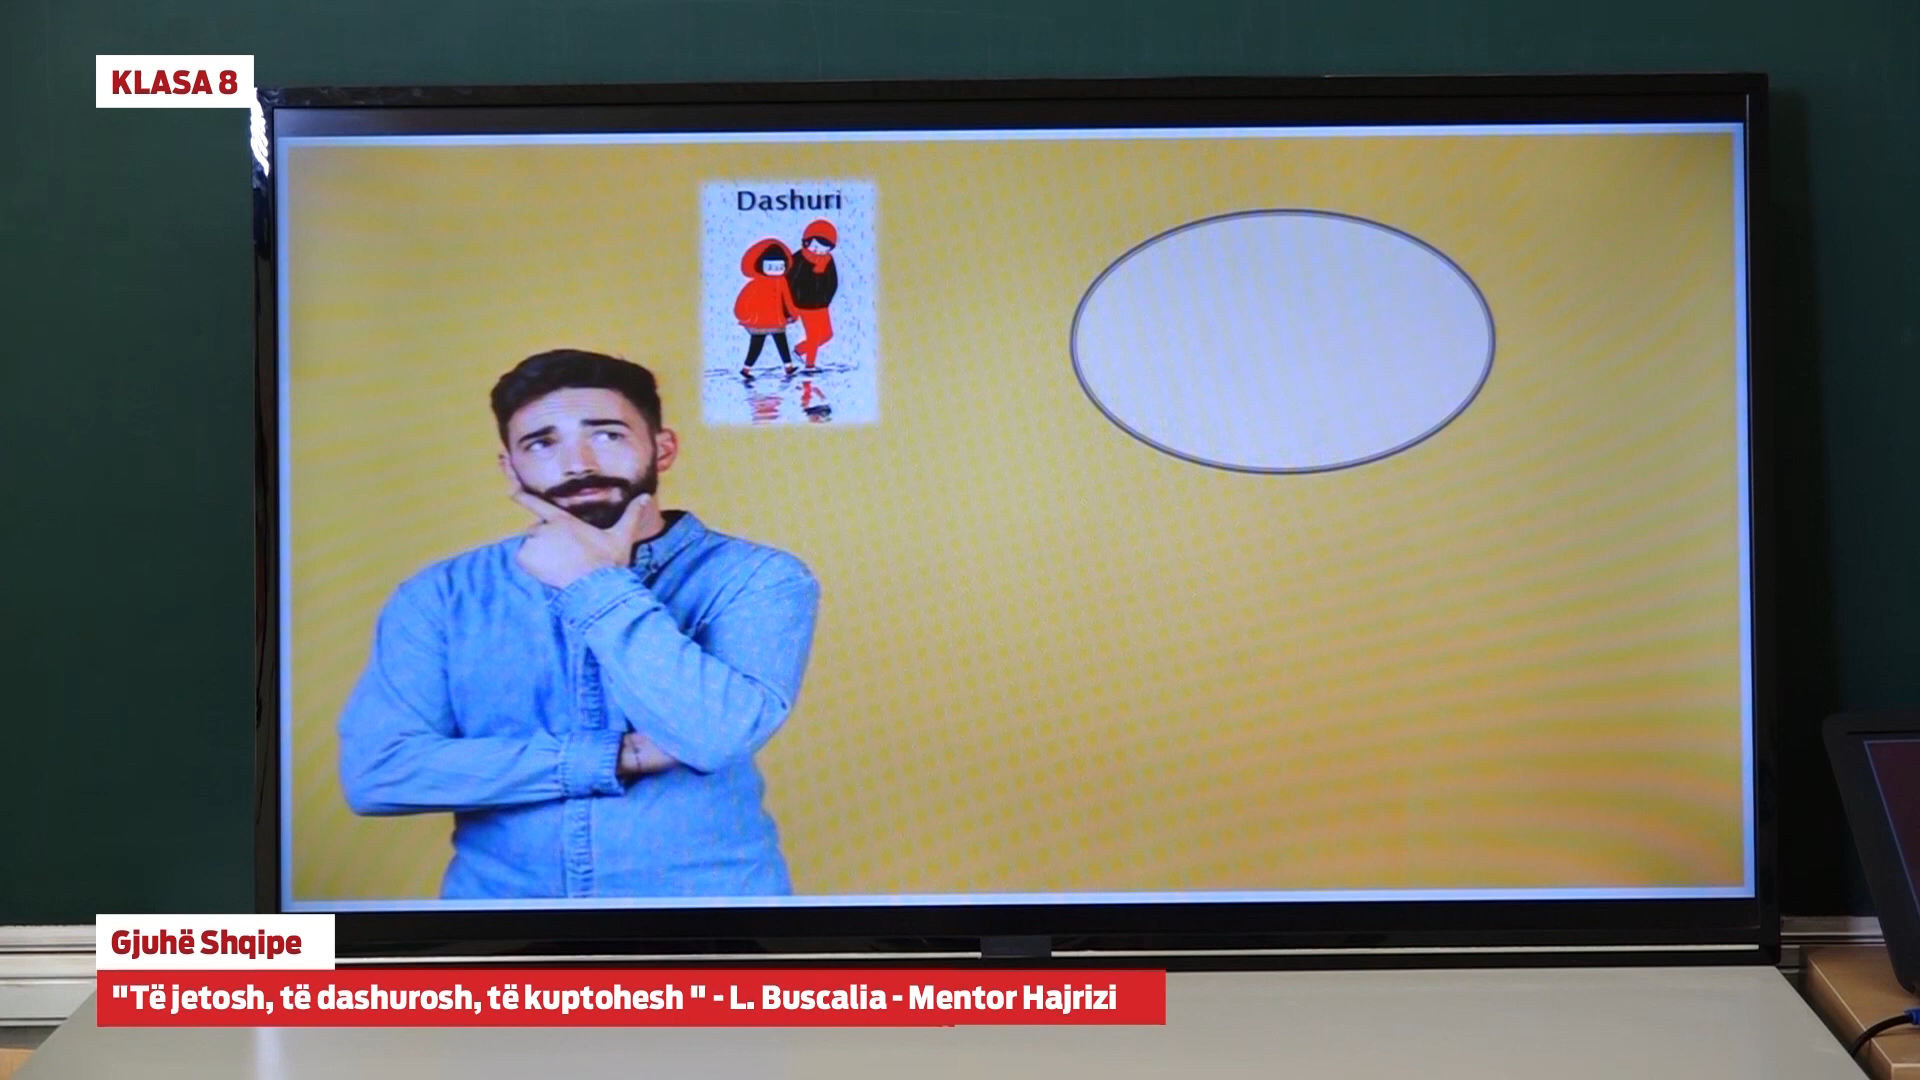 KLASA 8
Dashuri
Gjuhë Shqipe
"Të jetosh, të dashurosh, të kuptohesh " - L. Buscalia - Mentor Hajrizi